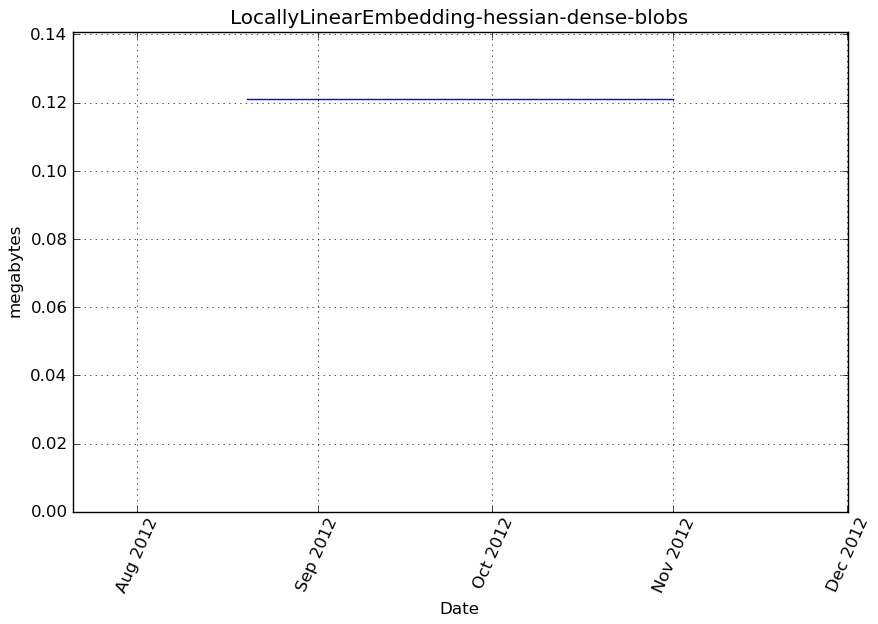 LocallyLinearEmbedding-hessian-dense-blobs
0.14
0.12
0.10
0.08
0.06
0.04
0.02
0.00
megabytes
Aug 2012
Sep 2012
Oct 2012
Nov 2012
Dec 2012
Date